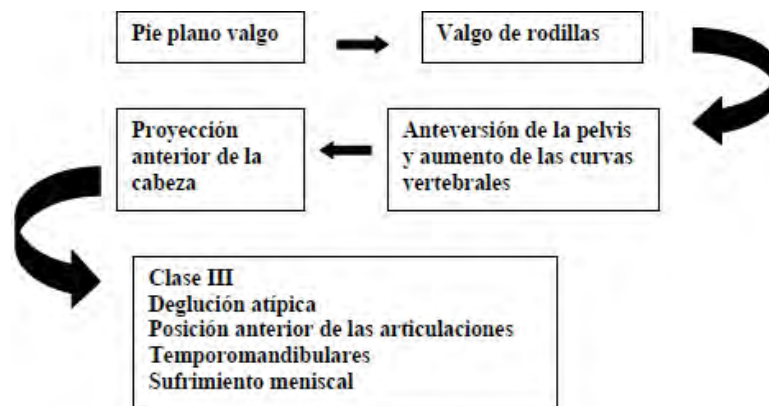 Pie plano valgo
Valgo de rodillas
Anteversión de la pelvis
y aumento de las curvas
vertebrales
Proyección
anterior de la
cabeza
Clase III
Deglución atípica
Posición anterior de las articulaciones
Temporomandibulares
Sufrimiento meniscal